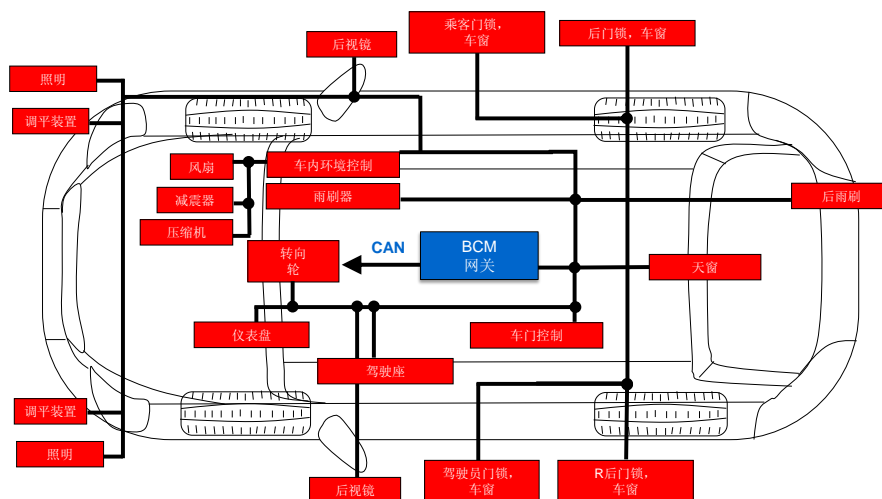 乘客门锁，
车窗
后门锁，车窗
后视镜
照明
调平装置
风扇
车内环境控制
减震器
雨刷器
后雨刷
压缩机
转向
轮
CAN
BCM
网关
天窗
仪表盘
车门控制
驾驶座
调平装置
照明
后视镜
驾驶员门锁，
车窗
R后门锁，
车窗